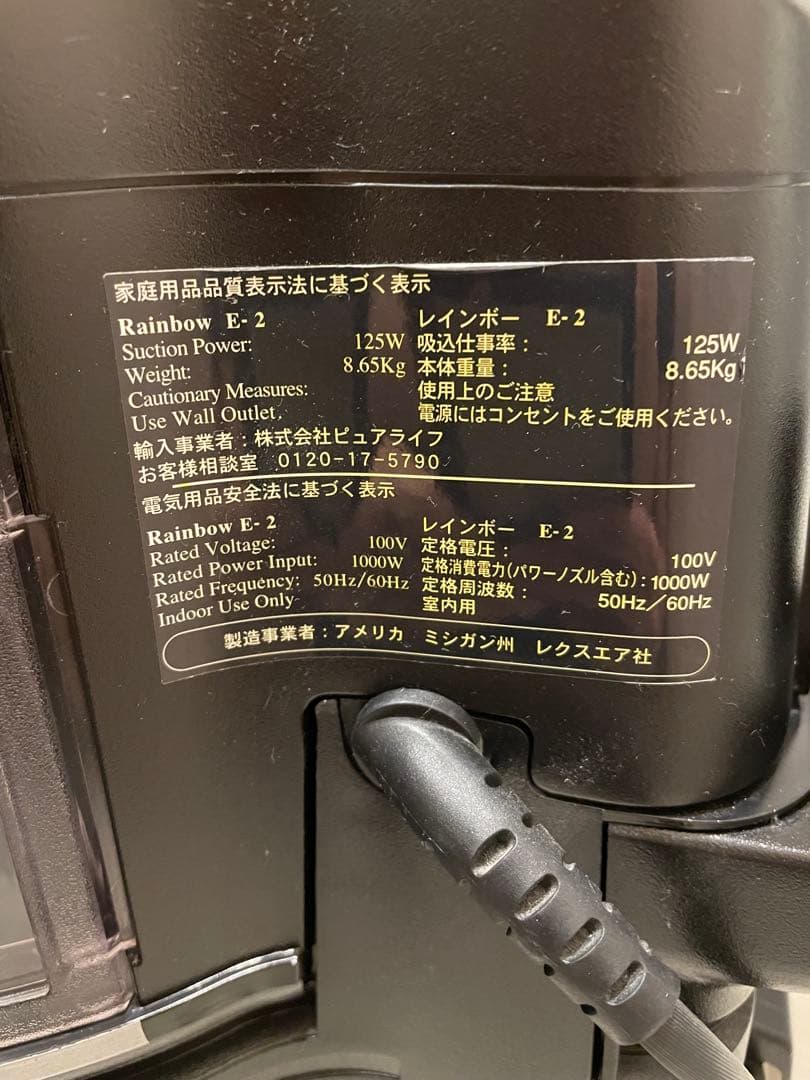 家庭用品品質表示法に基づく表示
Rainbow E-2
Suction Power: 125W
Weight: 8.65Kg
Cautionary Measures:
Use Wall Outlet.
レインボー E-2
吸込仕事率： 125W
本体重量： 8.65Kg
使用上のご注意
電源にはコンセントをご使用ください。
輸入事業者：株式会社ピュアライフ
お客様相談室 0120-17-5790
電気用品安全法に基づく表示
Rainbow E-2
Rated Voltage: 100V
Rated Power Input: 1000W
Rated Frequency: 50Hz/60Hz
Indoor Use Only
レインボー E-2
定格電圧： 100V
定格消費電力(パワーノズル含む)：1000W
定格周波数： 50Hz/60Hz
室内用
製造事業者：アメリカ ミシガン州 レクスエア社